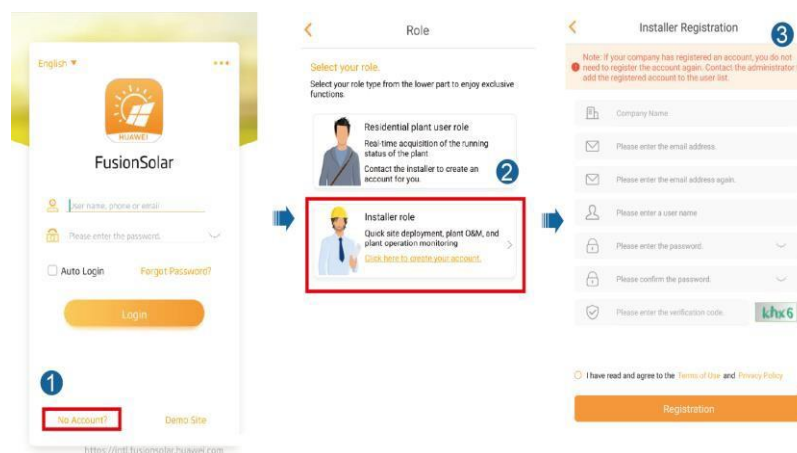 English ▼
HUAWEI
FusionSolar
User name, phone or email
Please enter the password.
Auto Login Forgot Password?
Login
1
No Account? Demo Site
https://intl.fusionsolar.huawei.com
Role
Select your role.
Select your role type from the lower part to enjoy exclusive
functions.
Residential plant user role
Real-time acquisition of the running
status of the plant
Contact the installer to create an
account for you.
2
Installer role
Quick site deployment, plant O&M, and
plant operation monitoring
Click here to create your account.
Installer Registration
3
Note: If your company has registered an account, you do not
need to register the account again. Contact the administrator
add the registered account to the user list.
Company Name
Please enter the email address.
Please enter the email address again.
Please enter a user name
Please enter the password.
Please confirm the password.
Please enter the verification code.
khx6
I have read and agree to the Terms of Use and Privacy Policy
Registration